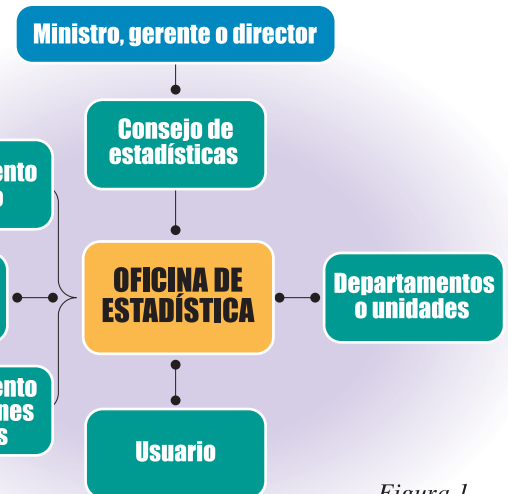 Ministro, gerente o director
Consejo de
estadísticas
OFICINA DE
ESTADÍSTICA
Departamentos
o unidades
Usuario
Figura 1